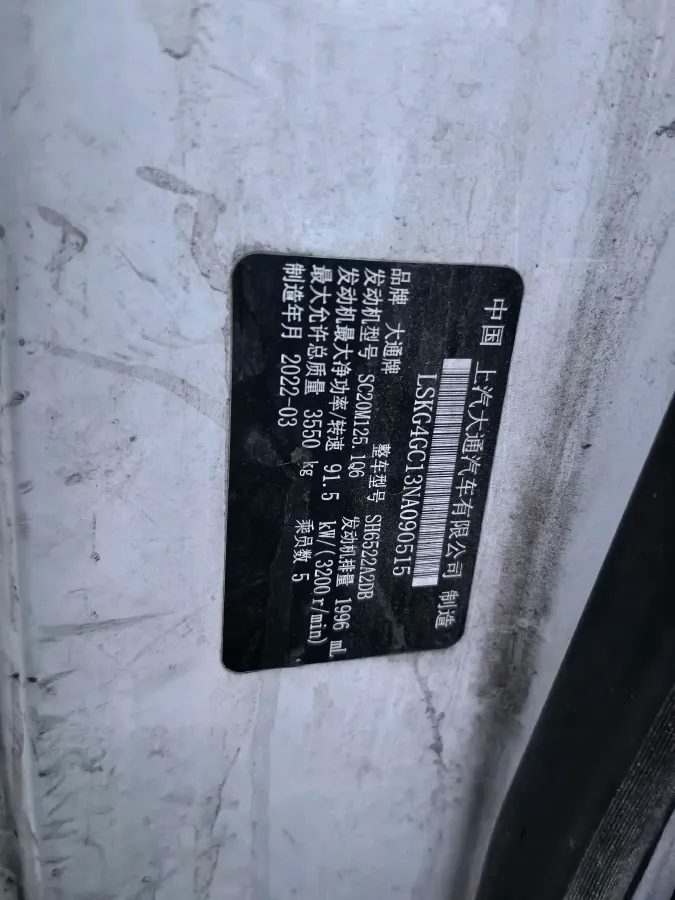 中国 上汽大通汽车有限公司 制造
LSKG4GC13NA090515
品牌 大通牌 整车型号 SH6522A2DB
发动机型号 SC20M125.1Q6 发动机排量 1996 mL
发动机最大净功率/转速 91.5 kW/(3200r/min)
最大允许总质量 3550 kg 乘员数 5
制造年月 2022-03